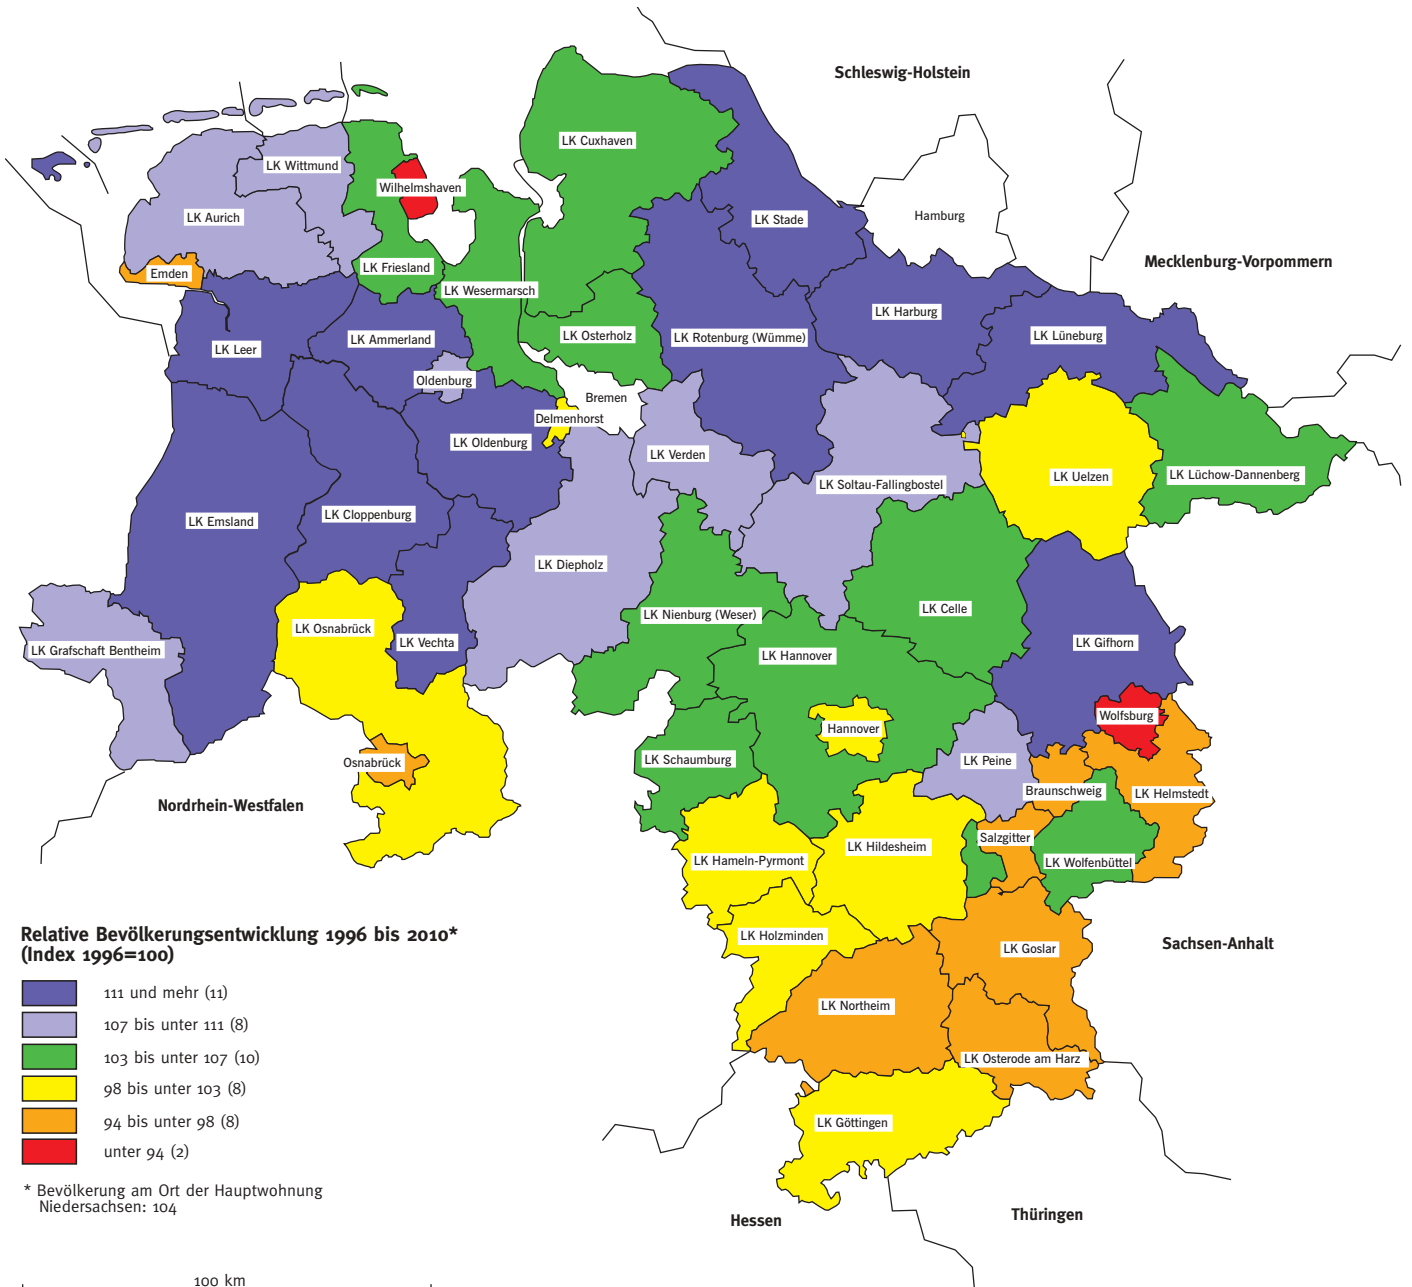 Schleswig-Holstein
LK Cuxhaven
LK Wittmund
Wilhelmshaven
LK Aurich
LK Stade
Hamburg
Mecklenburg-Vorpommern
Emden
LK Friesland
LK Wesermarsch
LK Harburg
LK Ammerland
LK Osterholz
LK Rotenburg (Wümme)
LK Lüneburg
LK Leer
Oldenburg
Bremen
Delmenhorst
LK Oldenburg
LK Verden
LK Uelzen
LK Lüchow-Dannenberg
LK Soltau-Fallingbostel
LK Emsland
LK Cloppenburg
LK Diepholz
LK Celle
LK Nienburg (Weser)
LK Osnabrück
LK Vechta
LK Gifhorn
LK Grafschaft Bentheim
LK Hannover
Wolfsburg
Hannover
LK Schaumburg
LK Peine
Osnabrück
Braunschweig
LK Helmstedt
Nordrhein-Westfalen
Salzgitter
LK Hildesheim
LK Hameln-Pyrmont
LK Wolfenbüttel
LK Holzminden
Sachsen-Anhalt
LK Goslar
LK Northeim
LK Osterode am Harz
LK Göttingen
Hessen
Thüringen
Relative Bevölkerungsentwicklung 1996 bis 2010*
(Index 1996=100)
111 und mehr (11)
107 bis unter 111 (8)
103 bis unter 107 (10)
98 bis unter 103 (8)
94 bis unter 98 (8)
unter 94 (2)
* Bevölkerung am Ort der Hauptwohnung
Niedersachsen: 104
100 km